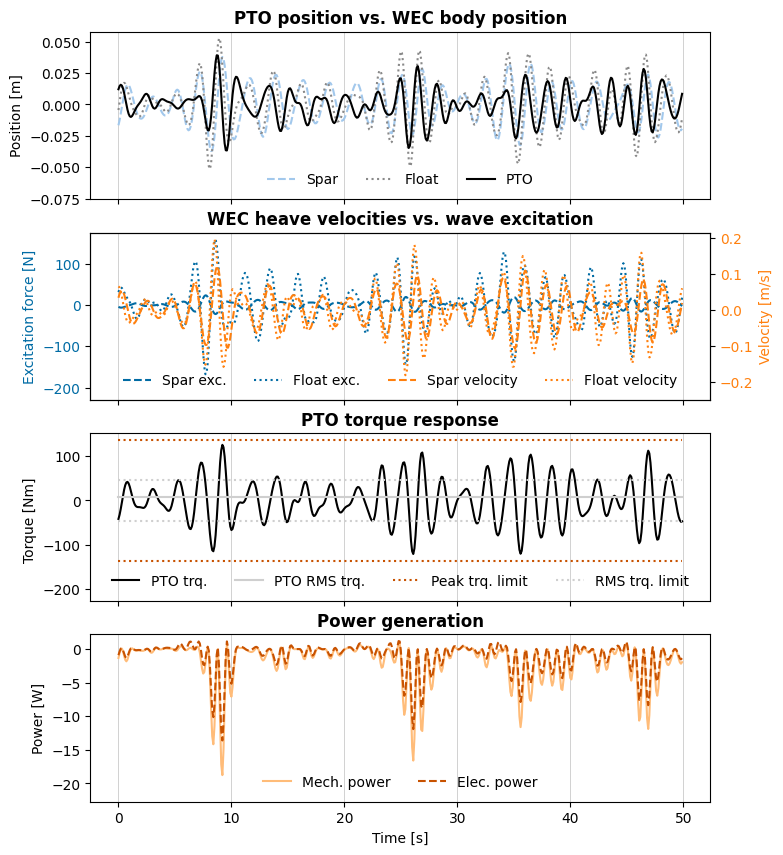 PTO position vs. WEC body position
Position [m]
0.050
0.025
0.000
−0.025
−0.050
−0.075
Spar Float PTO
WEC heave velocities vs. wave excitation
Excitation force [N]
100
0
−100
−200
0.2
0.1
0.0
−0.1
−0.2
Velocity [m/s]
Spar exc. Float exc. Spar velocity Float velocity
PTO torque response
Torque [Nm]
100
0
−100
−200
PTO trq. PTO RMS trq. Peak trq. limit RMS trq. limit
Power generation
Power [W]
0
−5
−10
−15
−20
Mech. power Elec. power
0 10 20 30 40 50
Time [s]